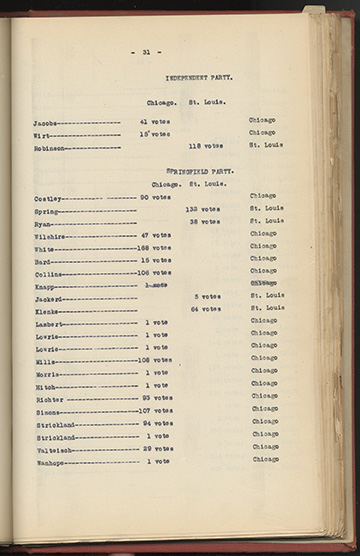 - 31 -
INDEPENDENT PARTY.
Chicago. St. Louis.
Jacobs-------------------- 41 votes Chicago
Wirt---------------------- 15 votes Chicago
Robinson------------------ 118 votes St. Louis
SPRINGFIELD PARTY.
Chicago. St. Louis.
Costley------------------- 90 votes Chicago
Spring-------------------- 132 votes St. Louis
Ryan---------------------- 38 votes St. Louis
Wilshire------------------ 47 votes Chicago
White---------------------168 votes Chicago
Bard---------------------- 15 votes Chicago
Collins-------------------106 votes Chicago
Knapp--------------------- Chicago
Jackerd------------------- 5 votes St. Louis
Klenke-------------------- 64 votes St. Louis
Lambert------------------- 1 vote Chicago
Lowrie-------------------- 1 vote Chicago
Lowrie-------------------- 1 vote Chicago
Mills---------------------108 votes Chicago
Morris-------------------- 1 vote Chicago
Hitch--------------------- 1 vote Chicago
Richter ------------------ 93 votes Chicago
Simons--------------------107 votes Chicago
Strickland---------------- 94 votes Chicago
Strickland---------------- 1 vote Chicago
Valteisch----------------- 29 votes Chicago
Wanhope------------------- 1 vote Chicago